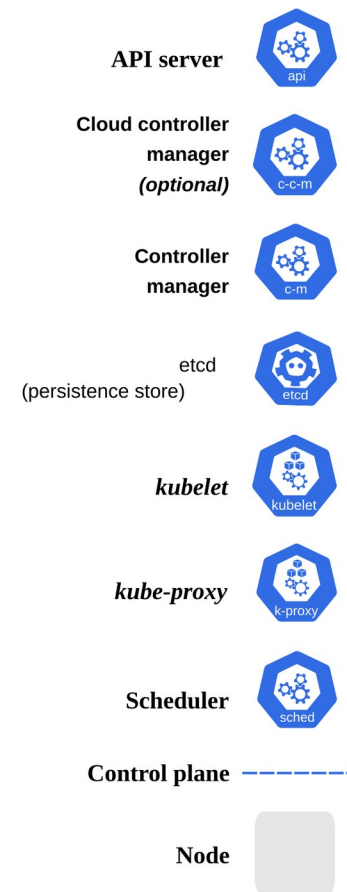 API server
api
Cloud controller
manager
(optional)
c-c-m
Controller
manager
c-m
etcd
(persistence store)
etcd
kubelet
kubelet
kube-proxy
k-proxy
Scheduler
sched
Control plane
Node